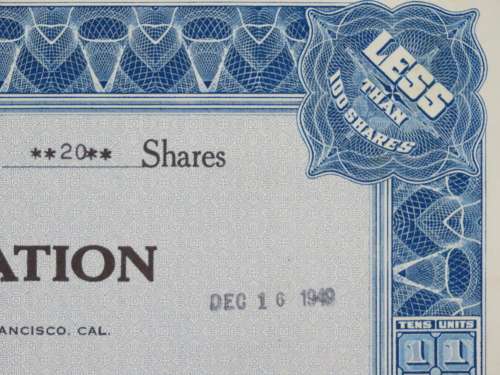 LESS
THAN
100 SHARES
**20** Shares
ATION
DEC 16 1949
ANCISCO, CAL.
TENS UNITS
1 1